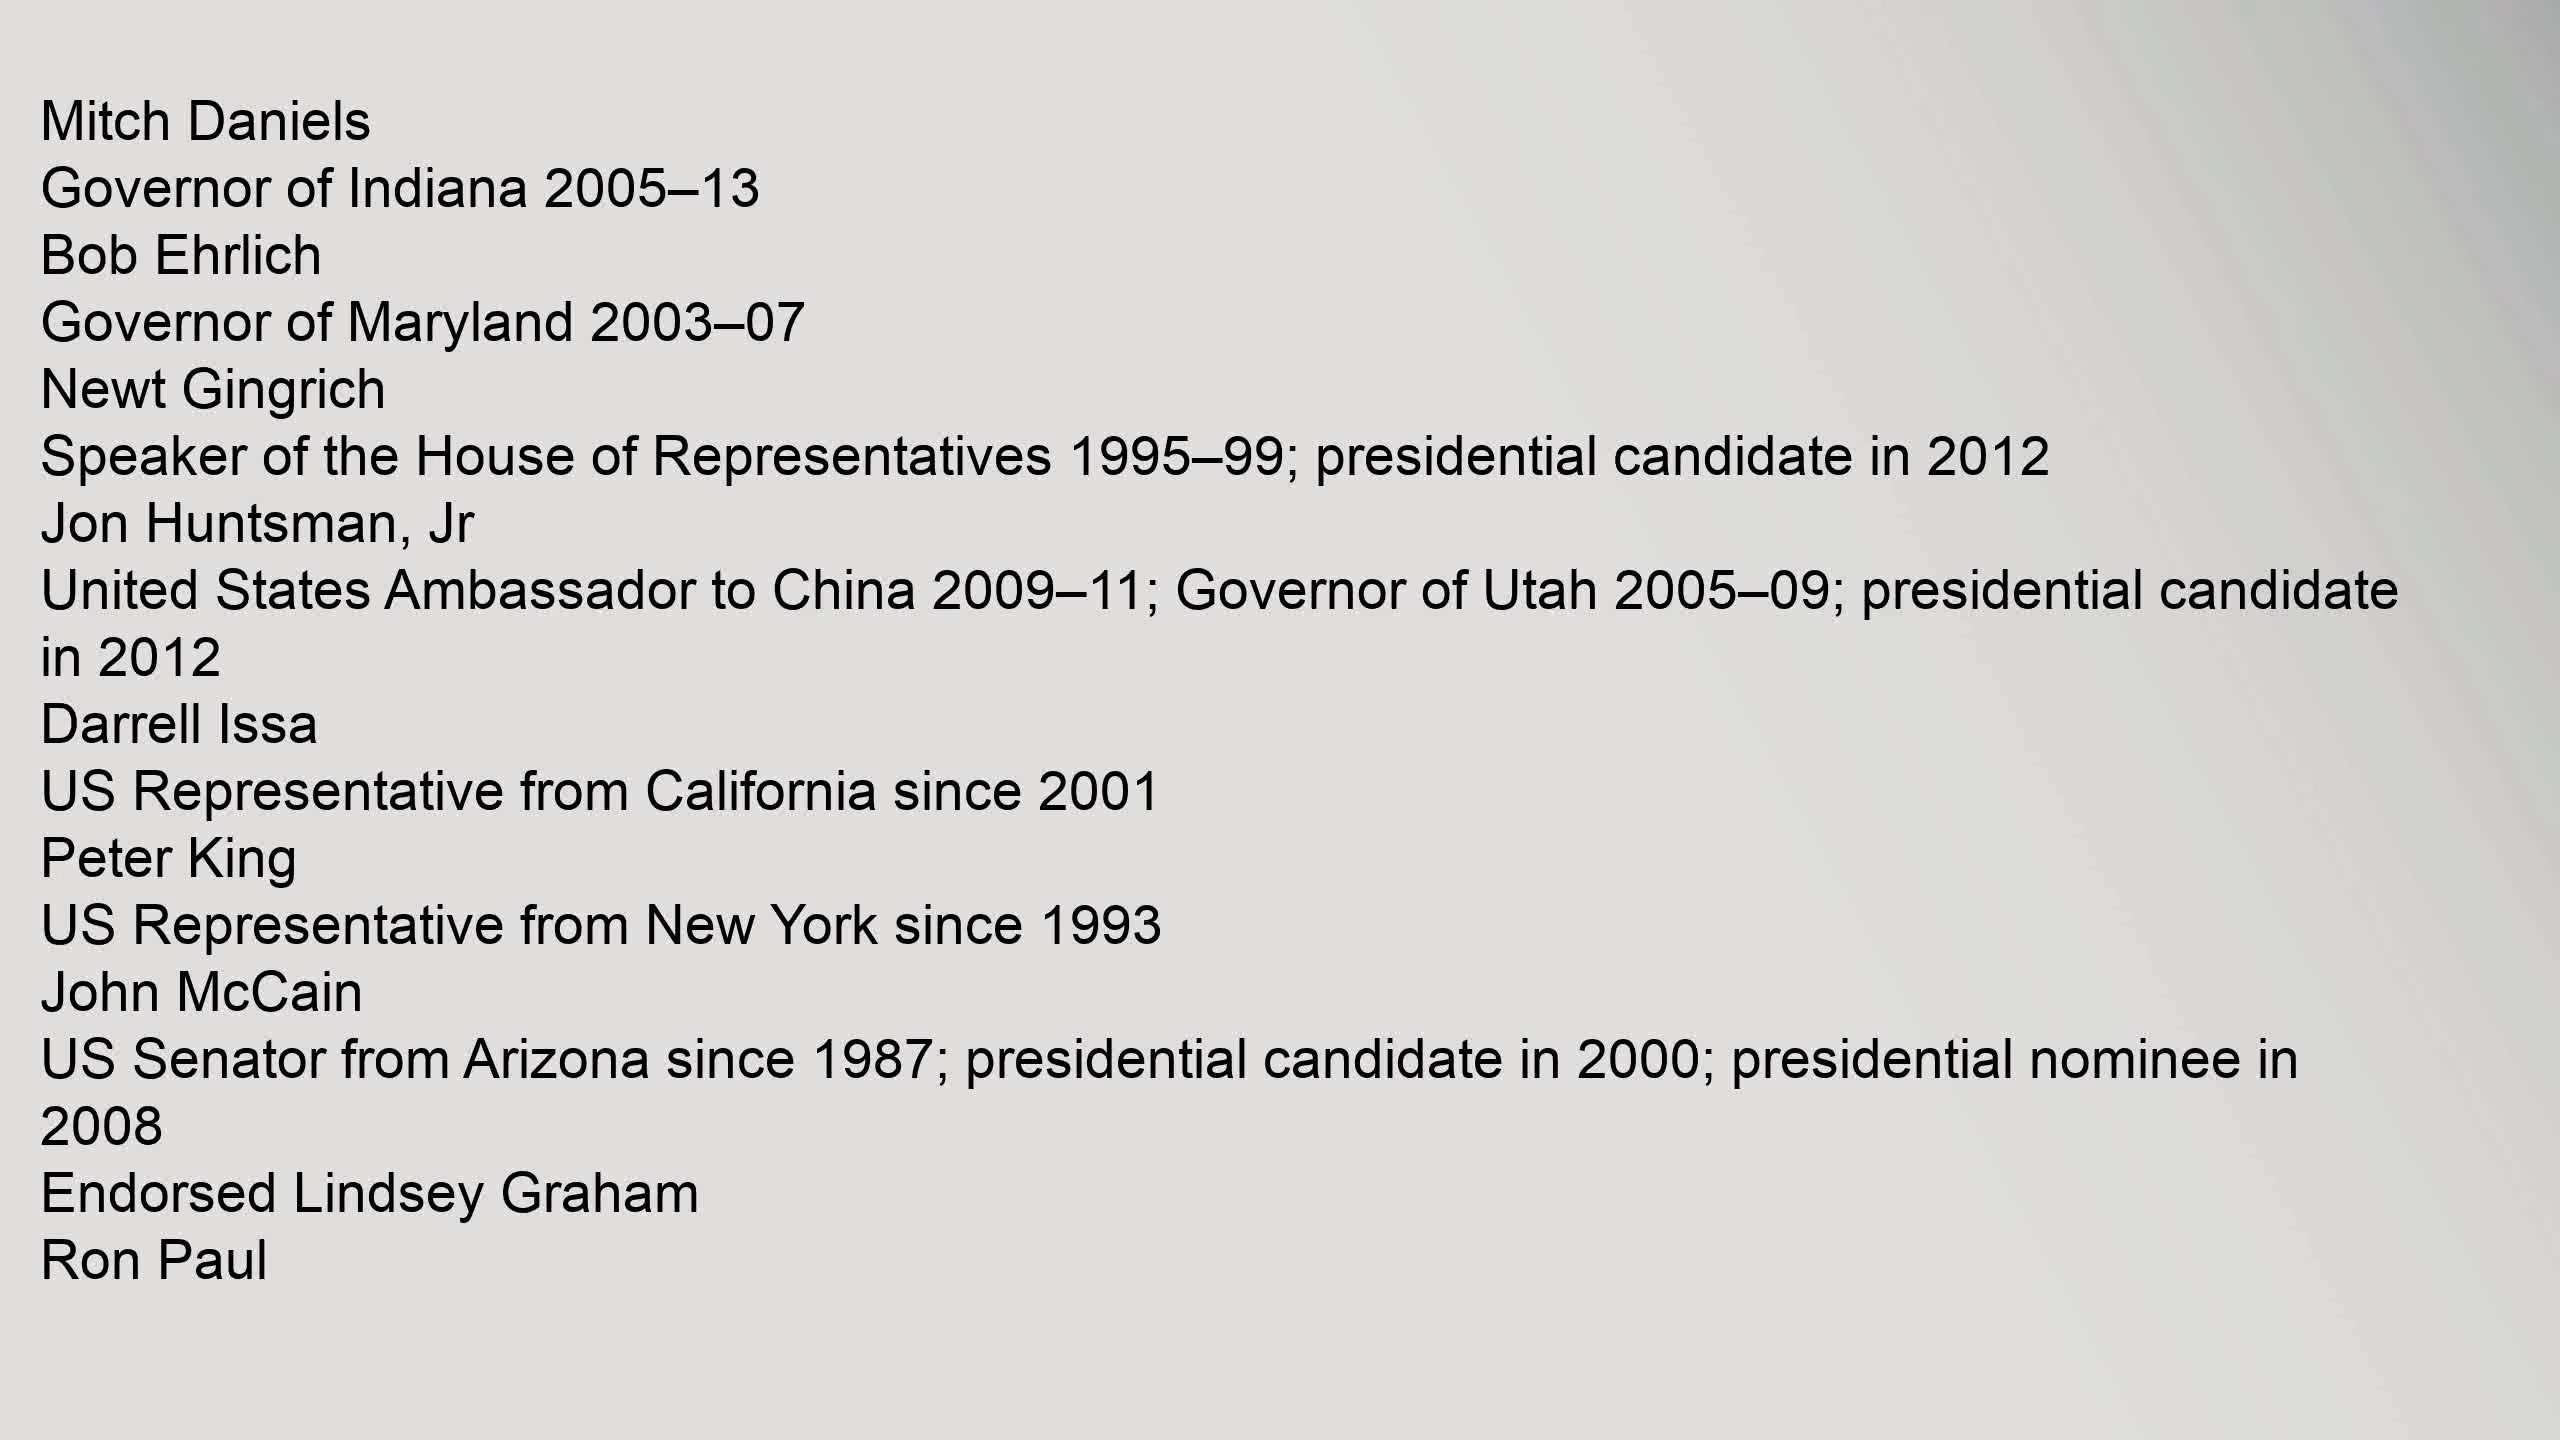 Mitch Daniels
Governor of Indiana 2005–13
Bob Ehrlich
Governor of Maryland 2003–07
Newt Gingrich
Speaker of the House of Representatives 1995–99; presidential candidate in 2012
Jon Huntsman, Jr
United States Ambassador to China 2009–11; Governor of Utah 2005–09; presidential candidate
in 2012
Darrell Issa
US Representative from California since 2001
Peter King
US Representative from New York since 1993
John McCain
US Senator from Arizona since 1987; presidential candidate in 2000; presidential nominee in
2008
Endorsed Lindsey Graham
Ron Paul